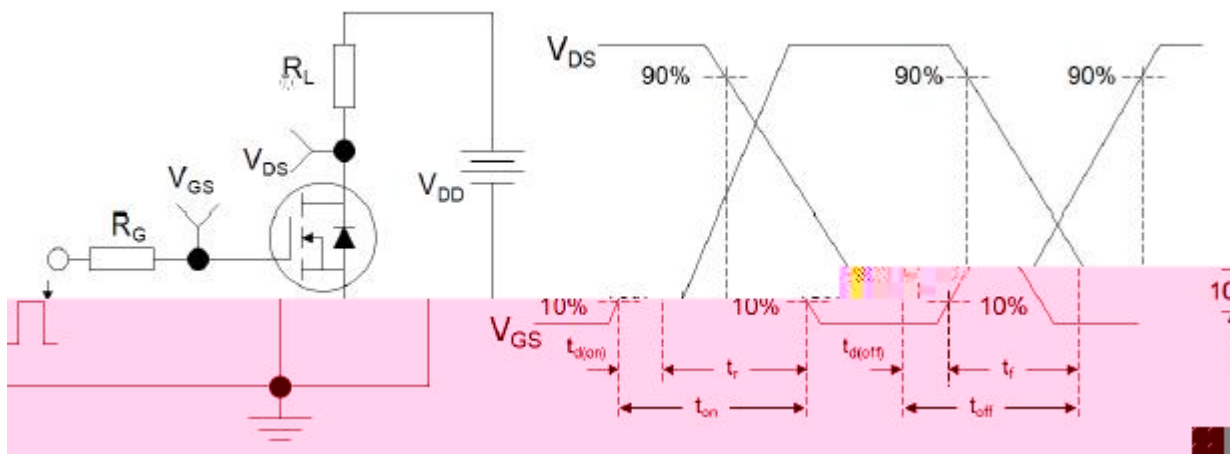 R_L
V_DS
V_GS
R_G
V_DD
V_DS
90%
90%
90%
10%
10%
10%
10
V_GS
t_d(on)
t_r
t_d(off)
t_f
t_on
t_off